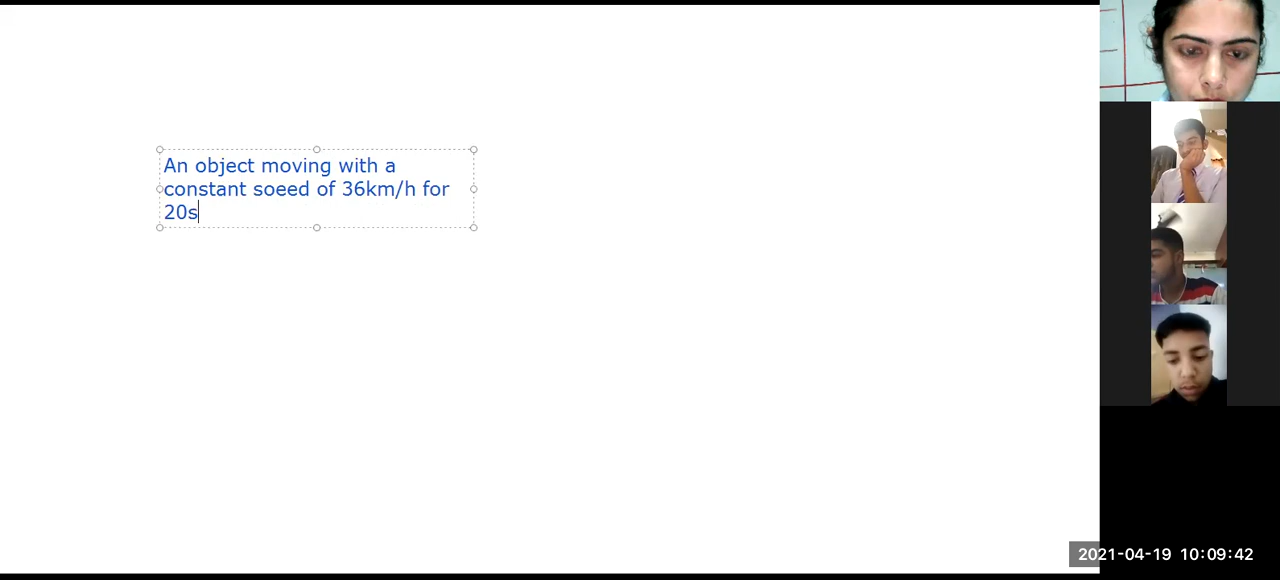 An object moving with a
constant soeed of 36km/h for
20s
2021-04-19 10:09:42